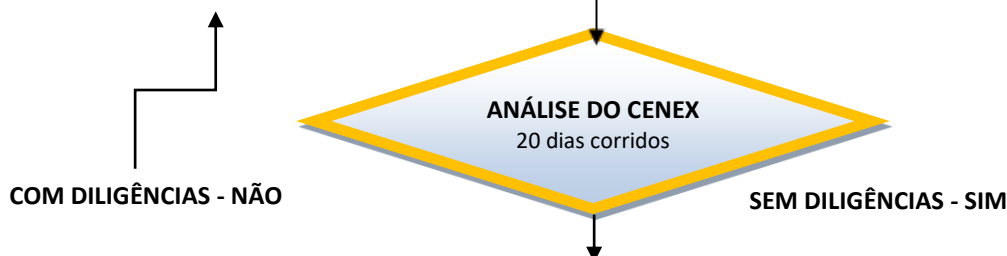 ANÁLISE DO CENEX
20 dias corridos
COM DILIGÊNCIAS - NÃO
SEM DILIGÊNCIAS - SIM